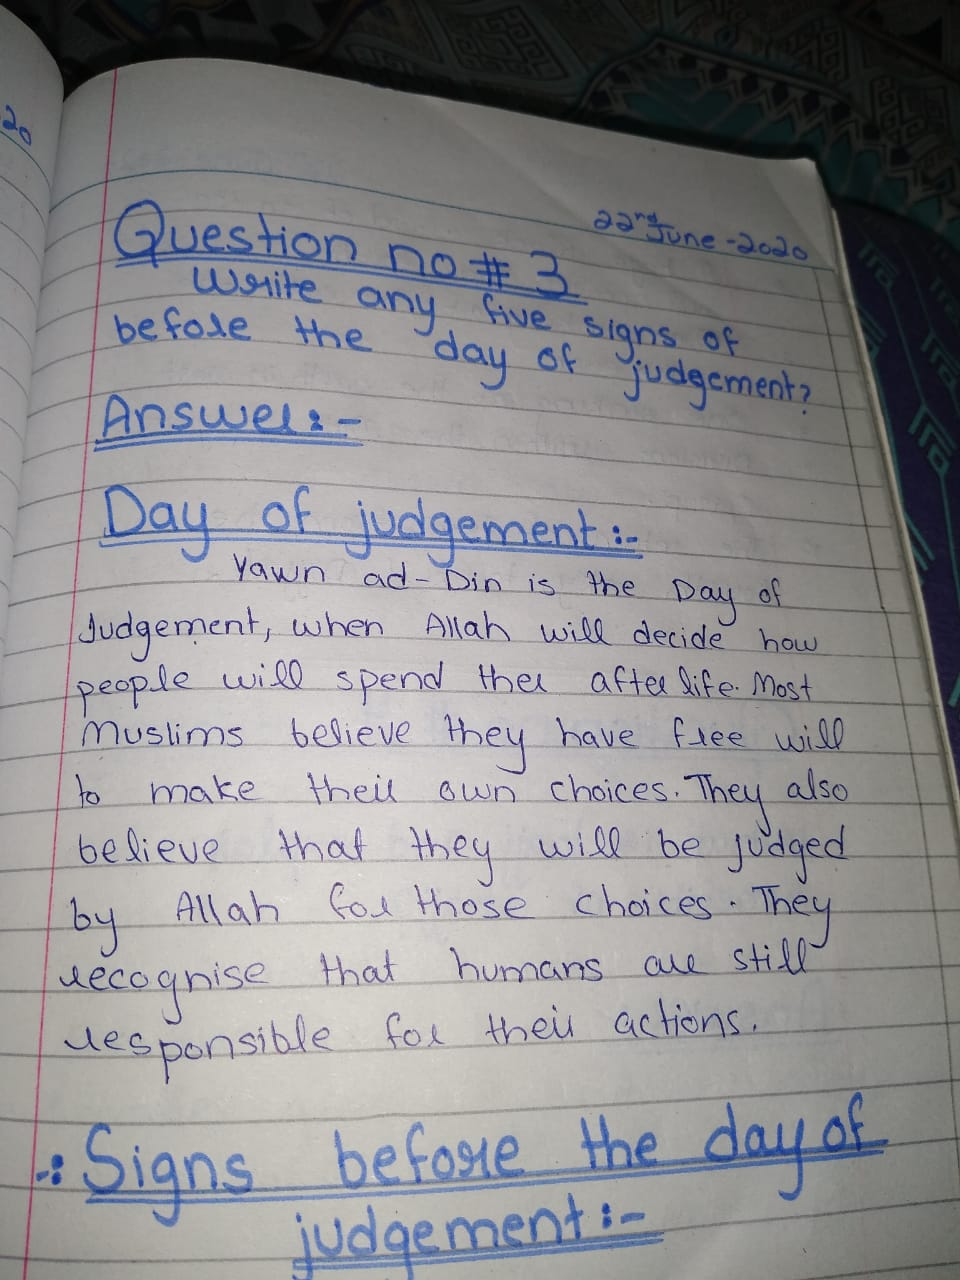 20
22nd June - 2020
Question no # 3
Write any five signs of
before the day of judgement?
Answer:-
Day of judgement:-
Yawn ad-Din is the Day of
Judgement, when Allah will decide how
people will spend ther after life. Most
Muslims believe they have free will
to make their own choices. They also
believe that they will be judged
by Allah for those choices. They
recognise that humans are still
responsible for their actions.
-: Signs before the day of
judgement:-